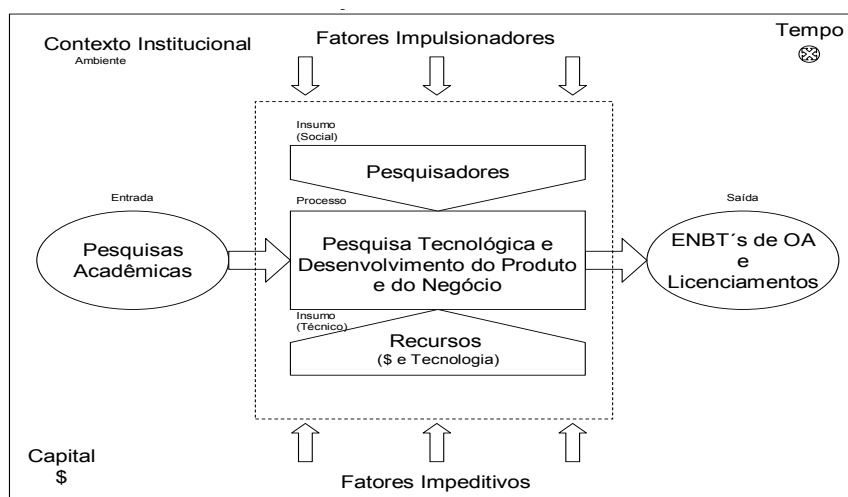 Contexto Institucional
Ambiente
Fatores Impulsionadores
Tempo
Insumo
(Social)
Pesquisadores
Entrada
Processo
Saída
Pesquisas
Acadêmicas
Pesquisa Tecnológica e
Desenvolvimento do Produto
e do Negócio
ENBT´s de OA
e
Licenciamentos
Insumo
(Técnico)
Recursos
($ e Tecnologia)
Capital
$
Fatores Impeditivos